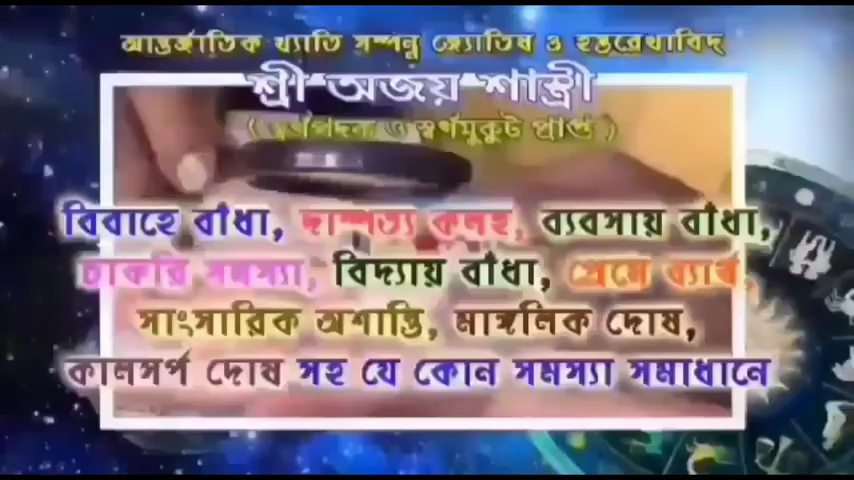 আন্তর্জাতিক খ্যাতি সম্পন্ন জ্যোতিষ ও হস্তরেখাবিদ্
শ্রী অজয় শাস্ত্রী
( স্বর্ণপদক ও স্বর্ণমুকুট প্রাপ্ত )
বিবাহে বাঁধা, দাম্পত্য কলহ, ব্যবসায় বাঁধা,
চাকরি সমস্যা, বিদ্যায় বাঁধা, প্রেমে ব্যার্থ,
সাংসারিক অশান্তি, মাঙ্গলিক দোষ,
কালসর্প দোষ সহ যে কোন সমস্যা সমাধানে